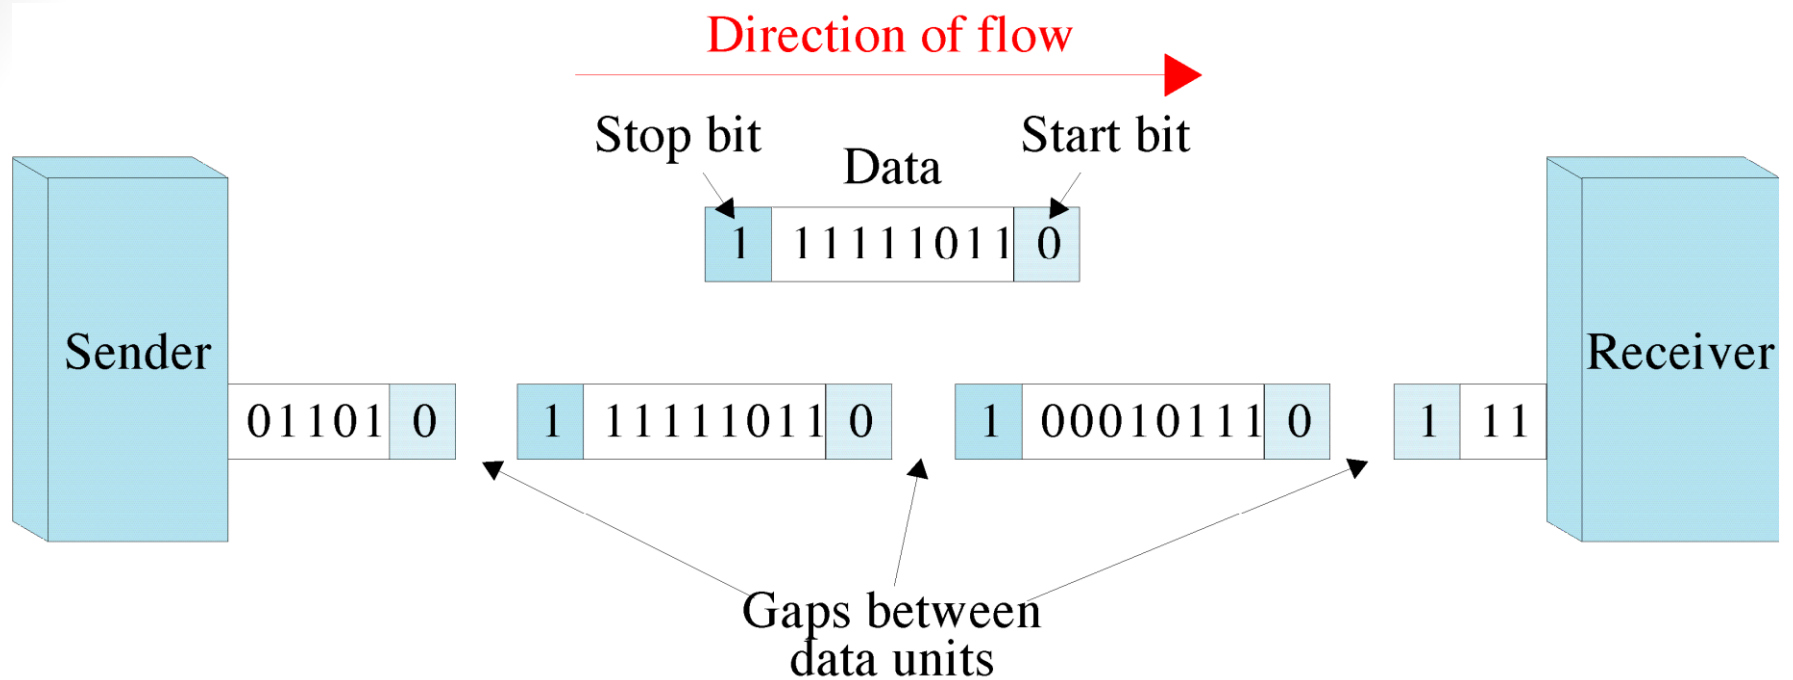 Direction of flow
Stop bit
Start bit
Data
1 11111011 0
Sender
Receiver
01101 0 1 11111011 0 1 00010111 0 1 11
Gaps between
data units